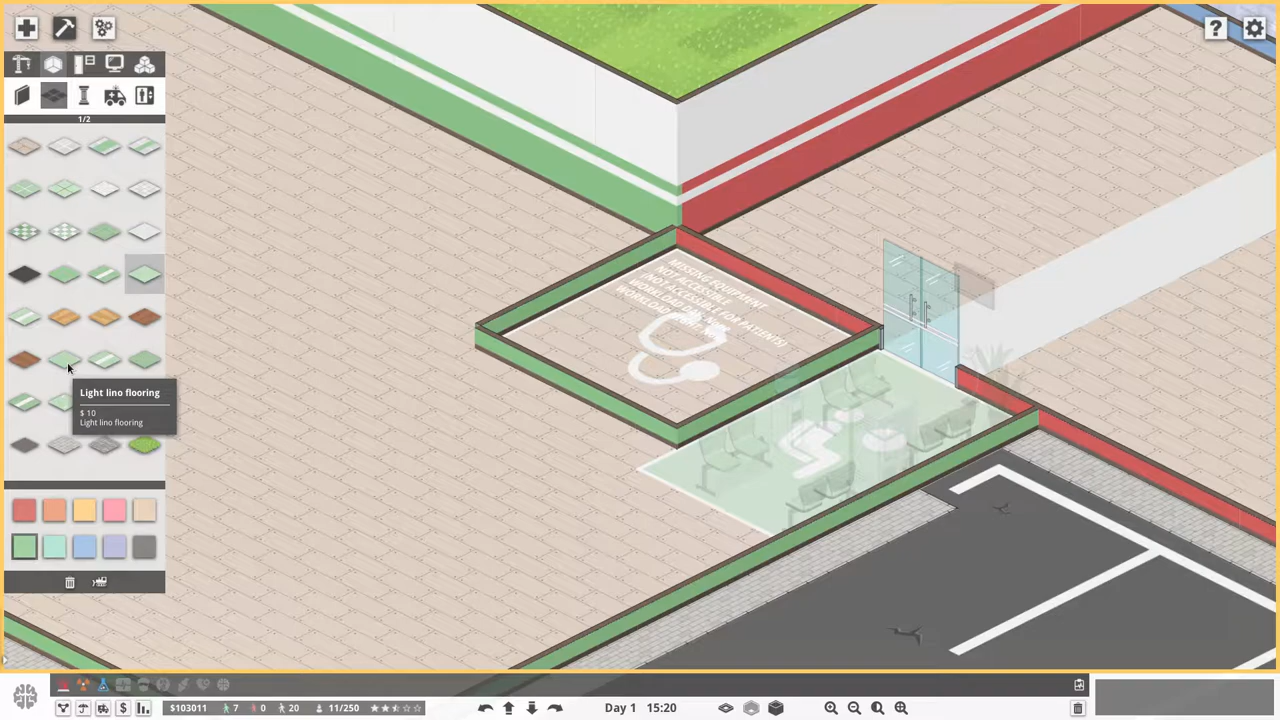 ?
1/2
Light lino flooring
$ 10
Light lino flooring
MISSING EQUIPMENT
NOT ACCESSIBLE
(NOT ACCESSIBLE FOR PATIENTS)
$
$103011 7 0 20 11/250
Day 1 15:20